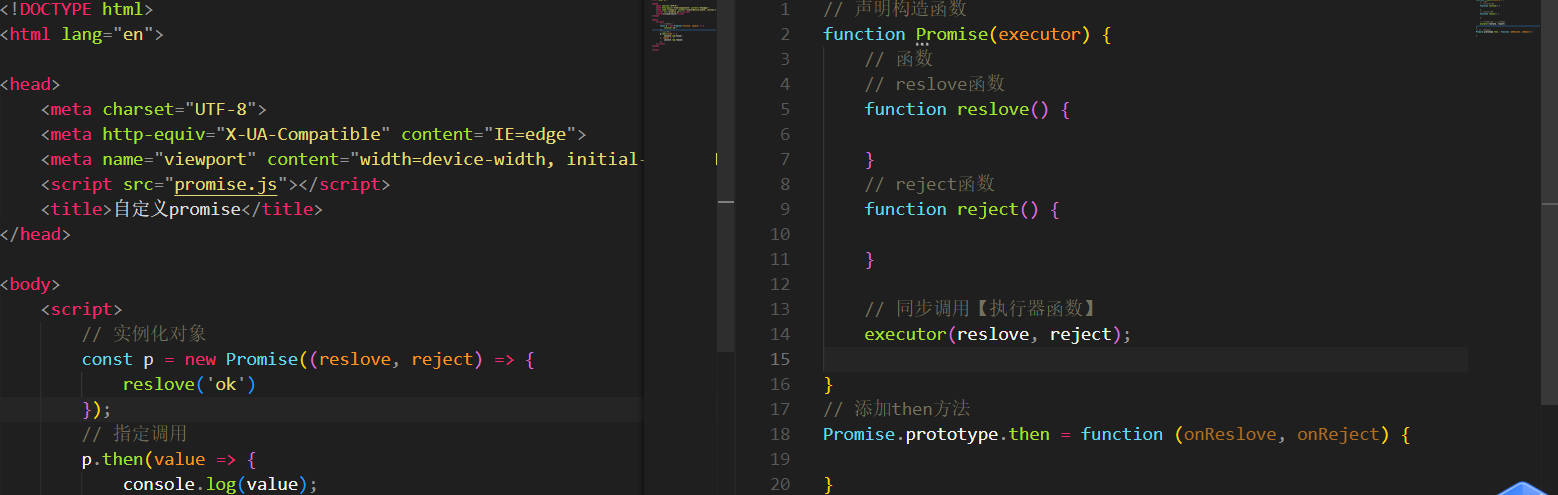 <!DOCTYPE html>
<html lang="en">
<head>
<meta charset="UTF-8">
<meta http-equiv="X-UA-Compatible" content="IE=edge">
<meta name="viewport" content="width=device-width, initial-
<script src="promise.js"></script>
<title>自定义promise</title>
</head>
<body>
<script>
// 实例化对象
const p = new Promise((reslove, reject) => {
reslove('ok')
});
// 指定调用
p.then(value => {
console.log(value);
1 // 声明构造函数
2 function Promise(executor) {
3 // 函数
4 // reslove函数
5 function reslove() {
6
7 }
8 // reject函数
9 function reject() {
10
11 }
12
13 // 同步调用【执行器函数】
14 executor(reslove, reject);
15
16 }
17 // 添加then方法
18 Promise.prototype.then = function (onReslove, onReject) {
19
20 }